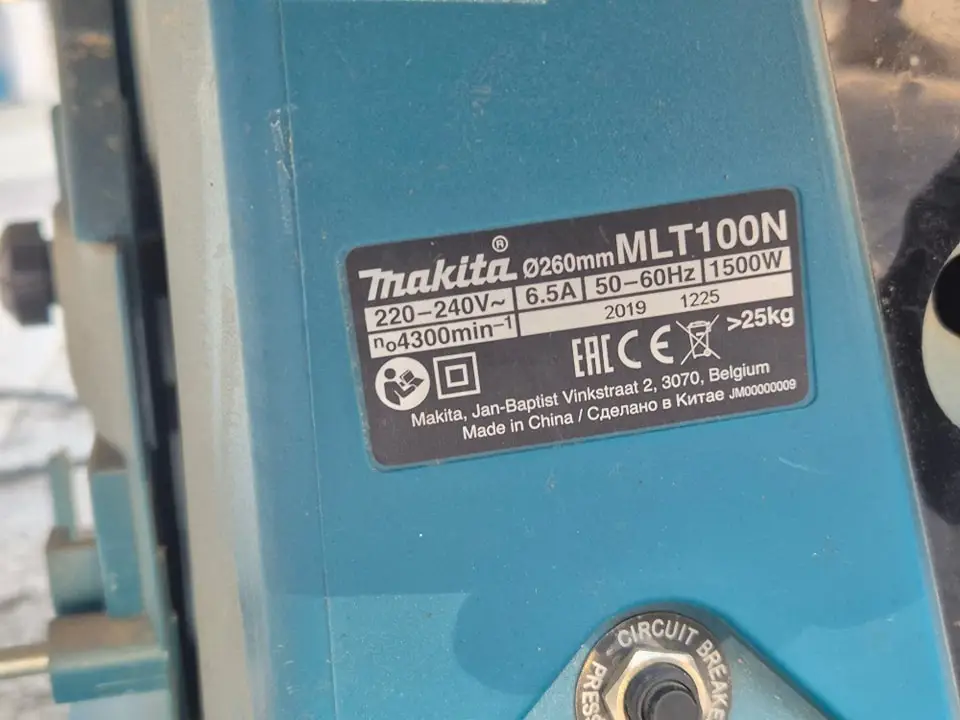 makita® Ø260mm MLT100N
220–240V~ 6.5A 50–60Hz 1500W
n₀4300min⁻¹ 2019 1225
EAC CE >25kg
Makita, Jan-Baptist Vinkstraat 2, 3070, Belgium
Made in China / Сделано в Китае JM00000009
CIRCUIT BREAKE
PRESS